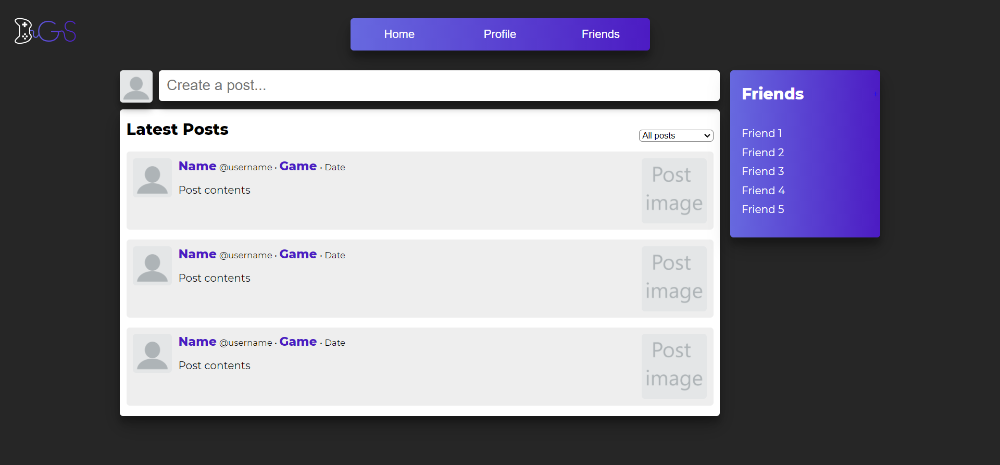 BGS
Home Profile Friends
Create a post...
Friends +
Latest Posts
All posts
Name @username · Game · Date
Post contents
Post
image
Name @username · Game · Date
Post contents
Post
image
Name @username · Game · Date
Post contents
Post
image
Friend 1
Friend 2
Friend 3
Friend 4
Friend 5